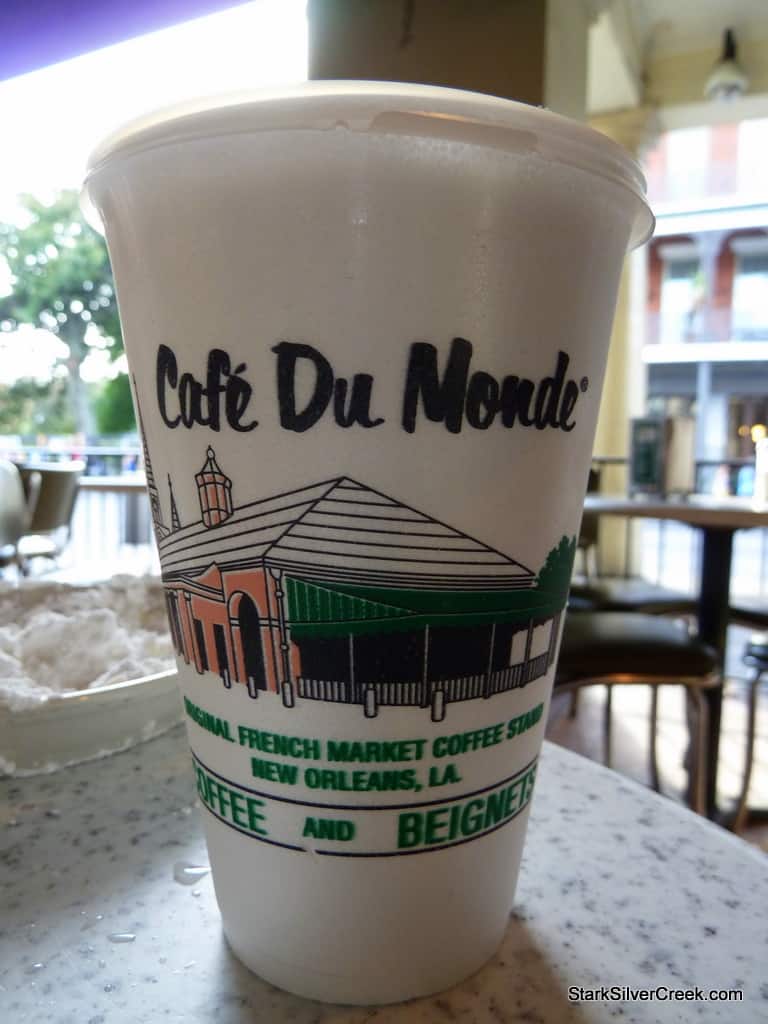 Café Du Monde®
ORIGINAL FRENCH MARKET COFFEE STAND
NEW ORLEANS, LA.
COFFEE AND BEIGNETS
StarkSilverCreek.com